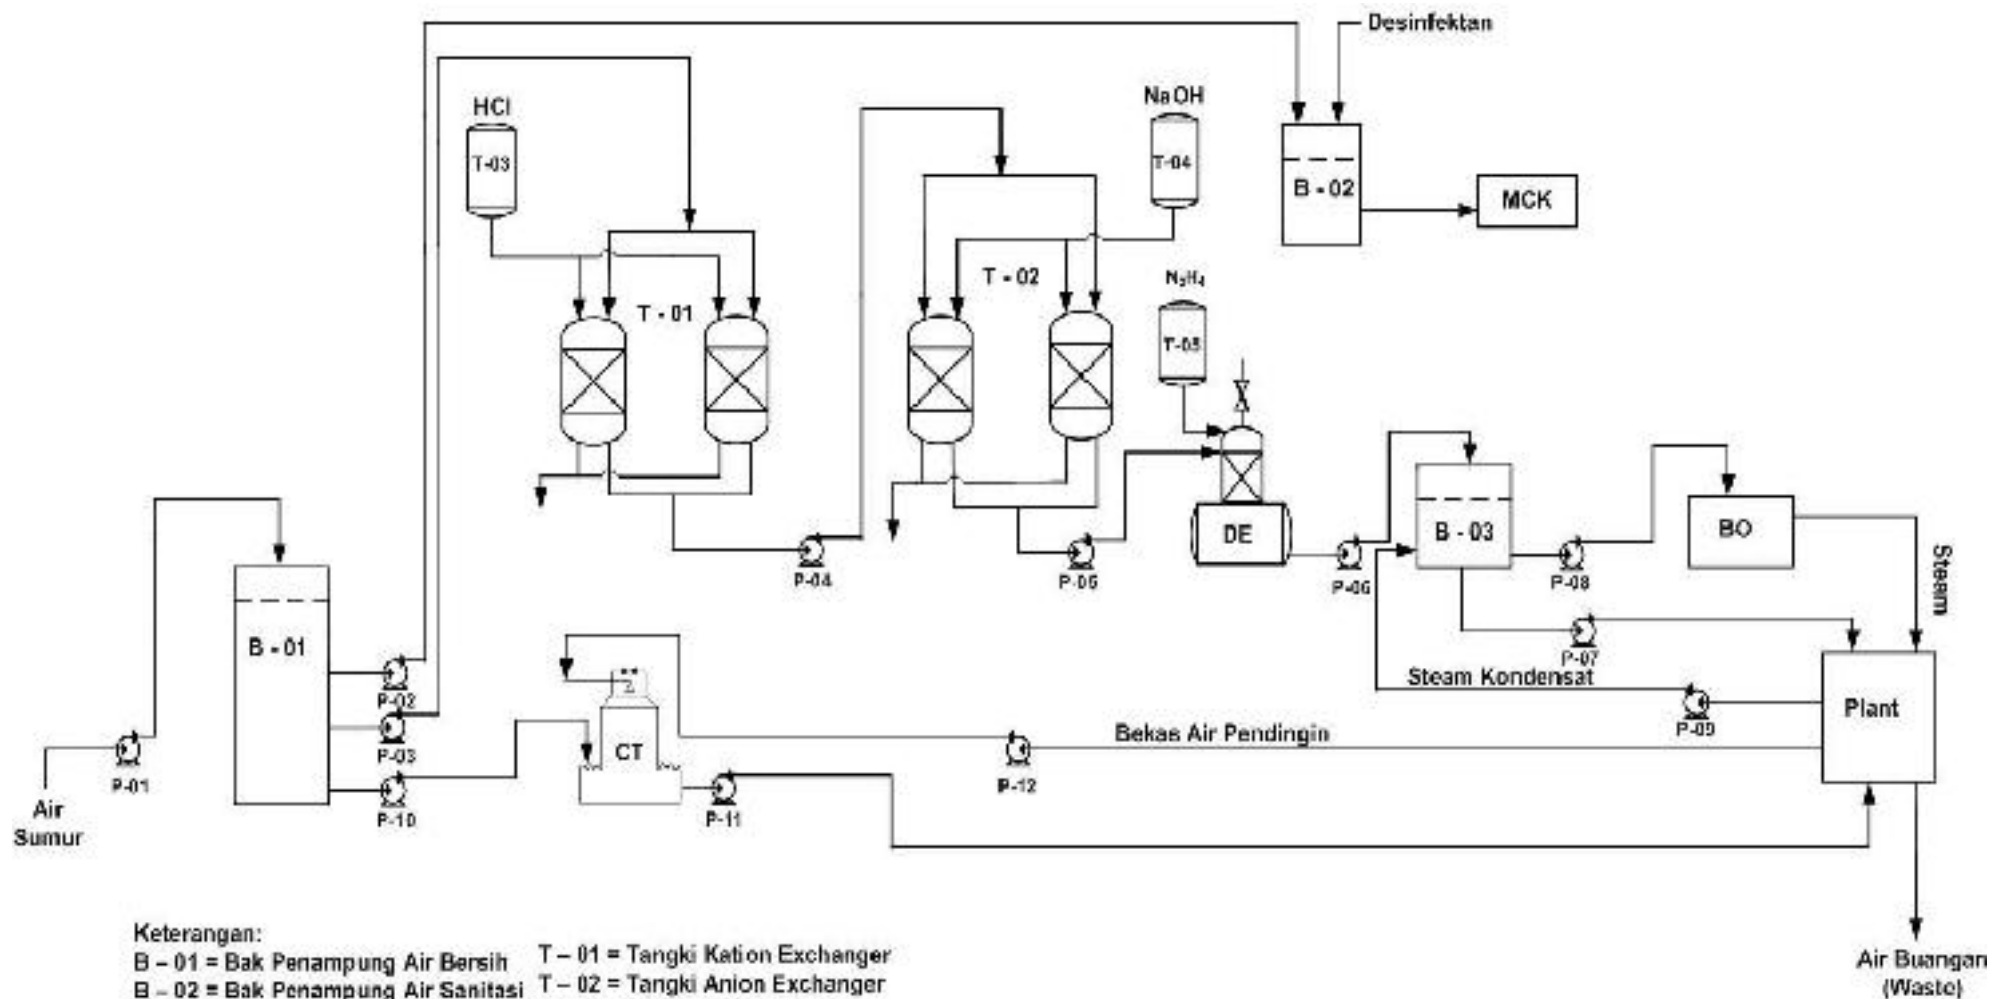 Desinfektan
HCl
NaOH
T-03
T-04
B - 02
MCK
T - 01
T - 02
N₂H₄
T-05
DE
B - 03
BO
Steam
P-04
P-05
P-06
P-08
B - 01
P-02
P-07
Steam Kondensat
Plant
P-03
CT
Bekas Air Pendingin
P-09
P-01
P-12
P-10
P-11
Air
Sumur
Keterangan:
B – 01 = Bak Penampung Air Bersih
T – 01 = Tangki Kation Exchanger
B – 02 = Bak Penampung Air Sanitasi
T – 02 = Tangki Anion Exchanger
Air Buangan
(Waste)